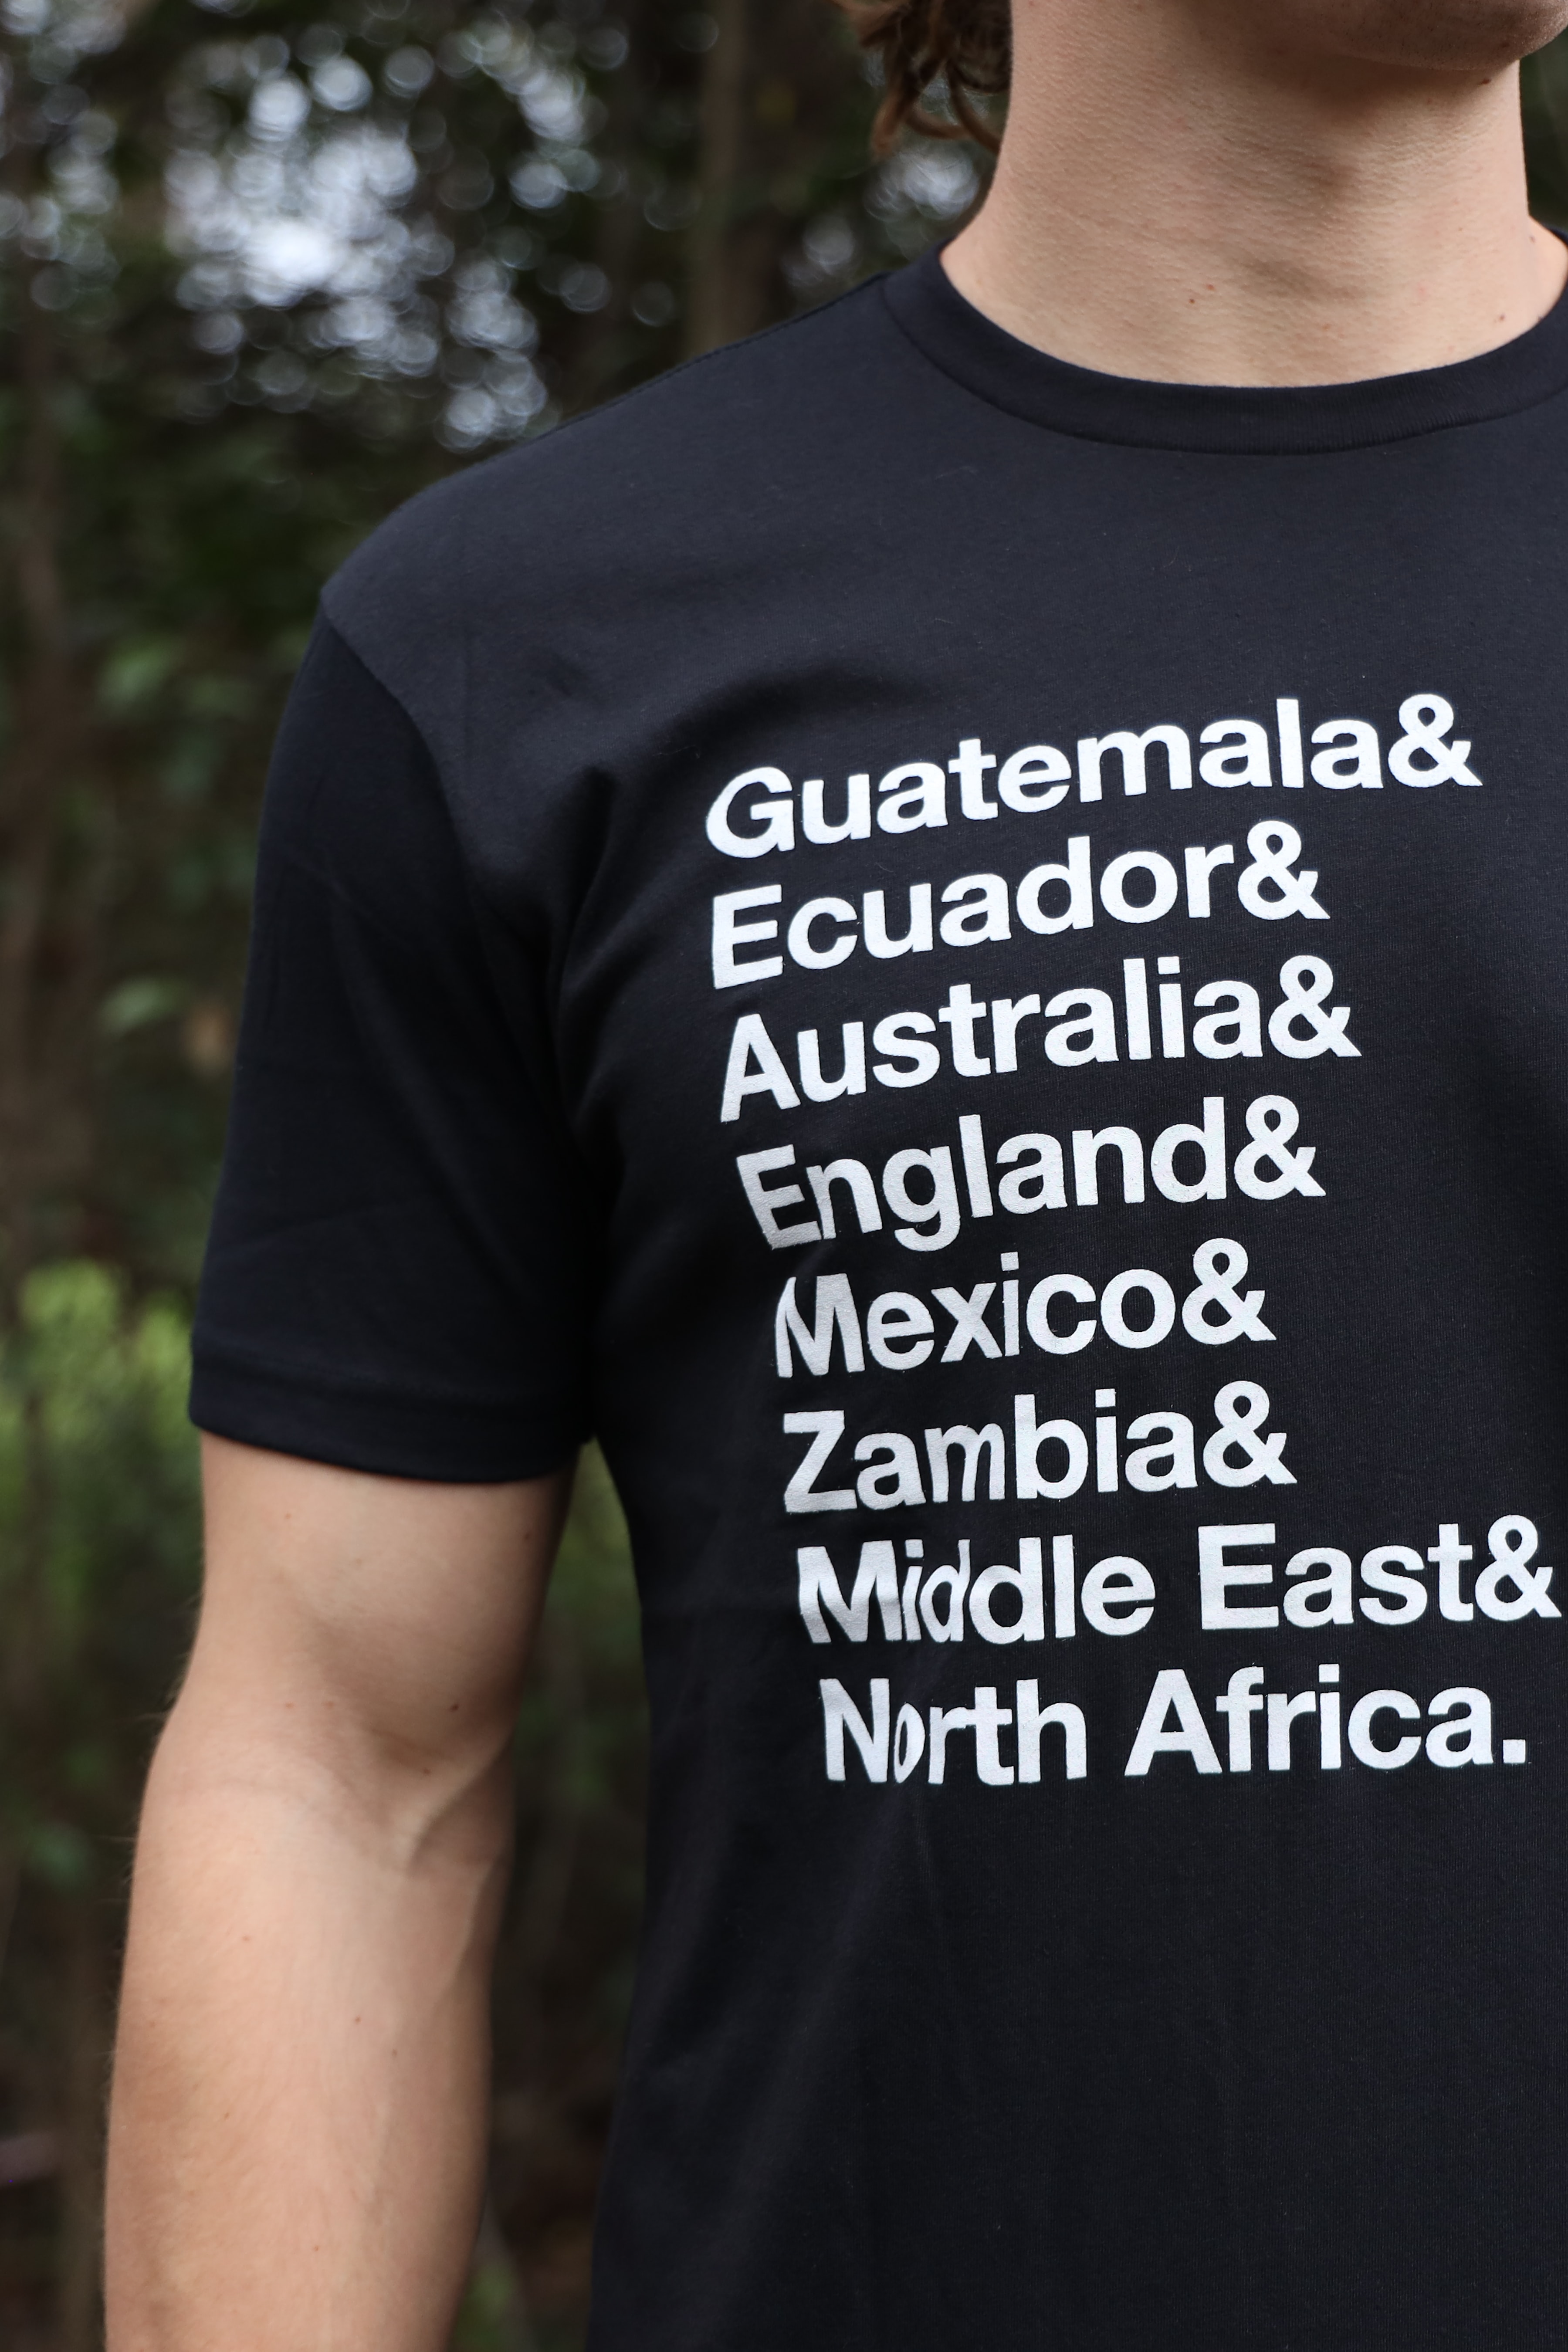 Guatemala&
Ecuador&
Australia&
England&
Mexico&
Zambia&
Middle East&
North Africa.